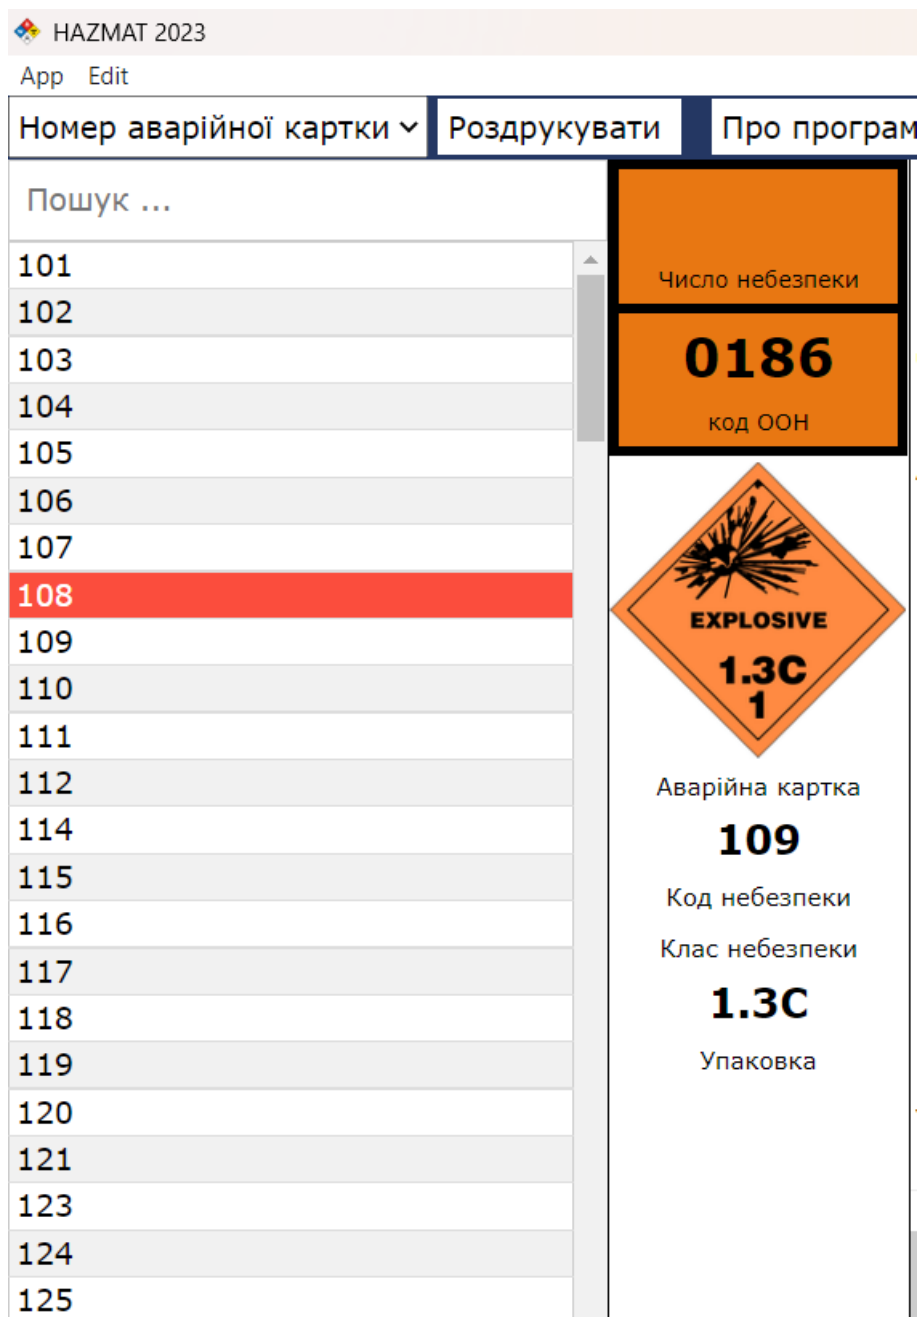 HAZMAT 2023
App Edit
Номер аварійної картки Роздрукувати Про програм
Пошук ...
101
102
103
104
105
106
107
108
109
110
111
112
114
115
116
117
118
119
120
121
123
124
125
Число небезпеки
0186
код ООН
EXPLOSIVE
1.3C
1
Аварійна картка
109
Код небезпеки
Клас небезпеки
1.3C
Упаковка